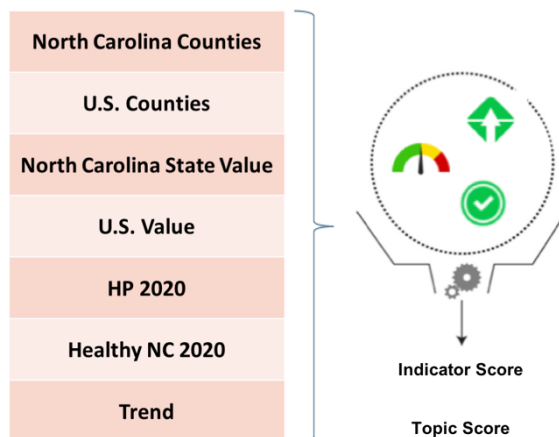 North Carolina Counties
U.S. Counties
North Carolina State Value
U.S. Value
HP 2020
Healthy NC 2020
Trend
Indicator Score
Topic Score